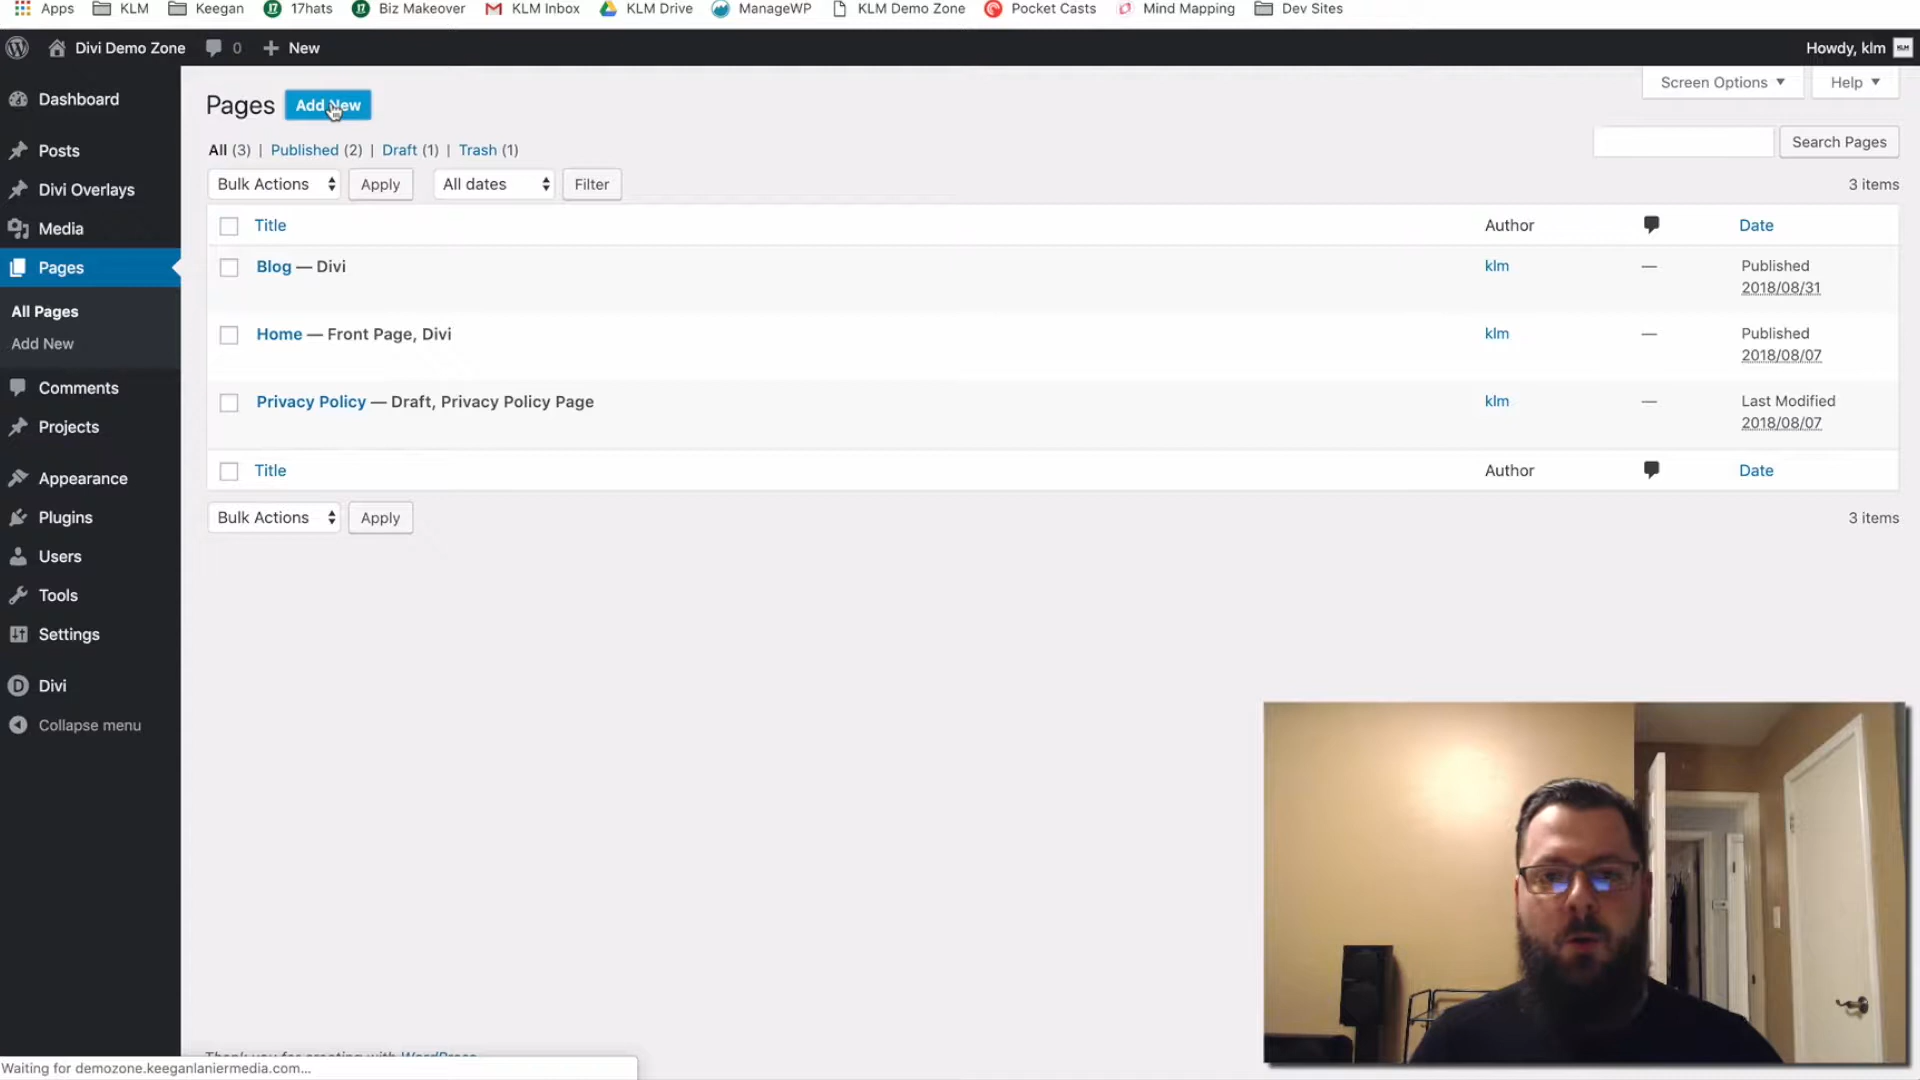 Apps KLM Keegan 17hats Biz Makeover KLM Inbox KLM Drive ManageWP KLM Demo Zone Pocket Casts Mind Mapping Dev Sites
Divi Demo Zone 0 + New Howdy, klm
Screen Options ▼ Help ▼
Dashboard
Posts
Divi Overlays
Media
Pages
All Pages
Add New
Comments
Projects
Appearance
Plugins
Users
Tools
Settings
Divi
Collapse menu
Pages Add New
All (3) | Published (2) | Draft (1) | Trash (1)
Search Pages
Bulk Actions Apply All dates Filter 3 items
Title Author Date
Blog — Divi klm — Published
2018/08/31
Home — Front Page, Divi klm — Published
2018/08/07
Privacy Policy — Draft, Privacy Policy Page klm — Last Modified
2018/08/07
Title Author Date
Bulk Actions Apply 3 items
Thank you for creating with WordPress
Waiting for demozone.keeganlaniermedia.com...